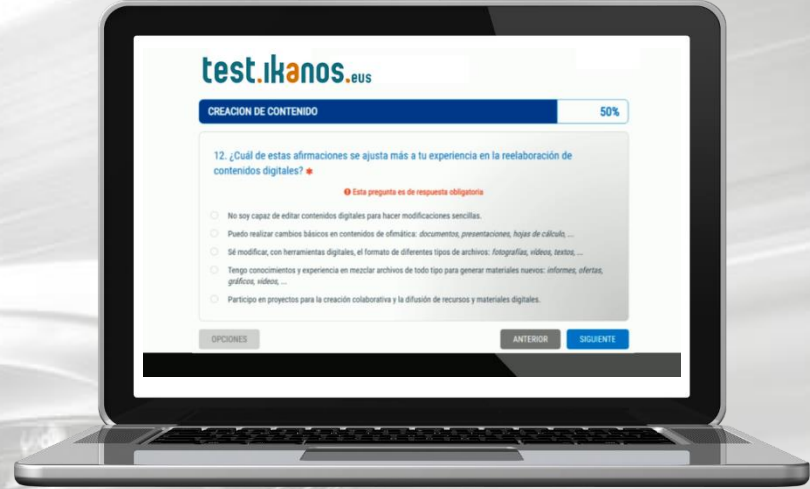 test.ıkanos.eus
CREACION DE CONTENIDO
50%
12. ¿Cuál de estas afirmaciones se ajusta más a tu experiencia en la reelaboración de
contenidos digitales? *
Esta pregunta es de respuesta obligatoria
No soy capaz de editar contenidos digitales para hacer modificaciones sencillas.
Puedo realizar cambios básicos en contenidos de ofimática: documentos, presentaciones, hojas de cálculo, ...
Sé modificar, con herramientas digitales, el formato de diferentes tipos de archivos: fotografías, vídeos, textos, ...
Tengo conocimientos y experiencia en mezclar archivos de todo tipo para generar materiales nuevos: informes, ofertas,
gráficos, videos, ...
Participo en proyectos para la creación colaborativa y la difusión de recursos y materiales digitales.
OPCIONES
ANTERIOR
SIGUIENTE